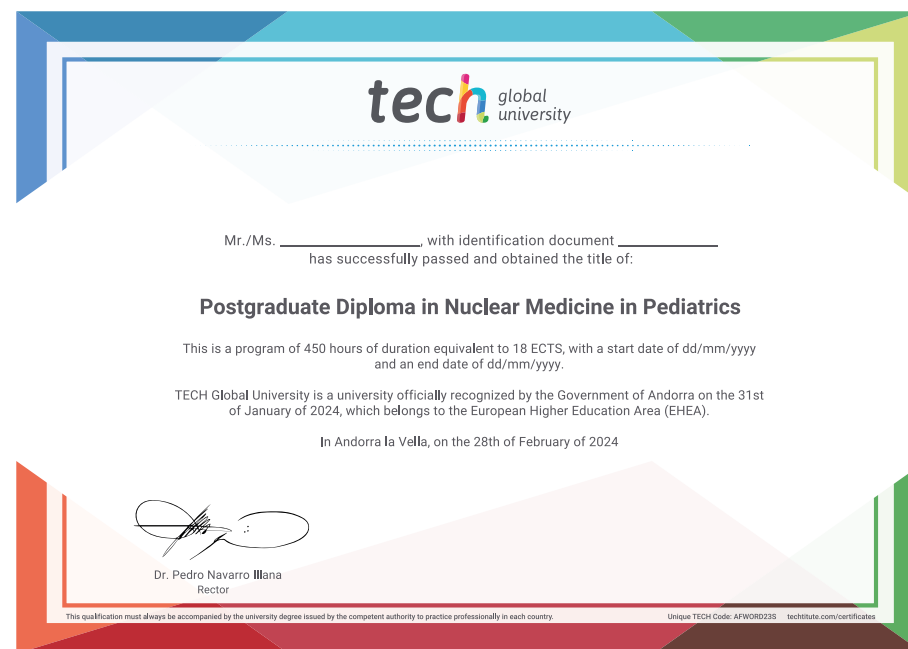 tech global university
Mr./Ms. ____________________, with identification document ______________
has successfully passed and obtained the title of:
Postgraduate Diploma in Nuclear Medicine in Pediatrics
This is a program of 450 hours of duration equivalent to 18 ECTS, with a start date of dd/mm/yyyy
and an end date of dd/mm/yyyy.
TECH Global University is a university officially recognized by the Government of Andorra on the 31st
of January of 2024, which belongs to the European Higher Education Area (EHEA).
In Andorra la Vella, on the 28th of February of 2024
Dr. Pedro Navarro Illana
Rector
This qualification must always be accompanied by the university degree issued by the competent authority to practice professionally in each country.
Unique TECH Code: AFWORD23S techtitute.com/certificates